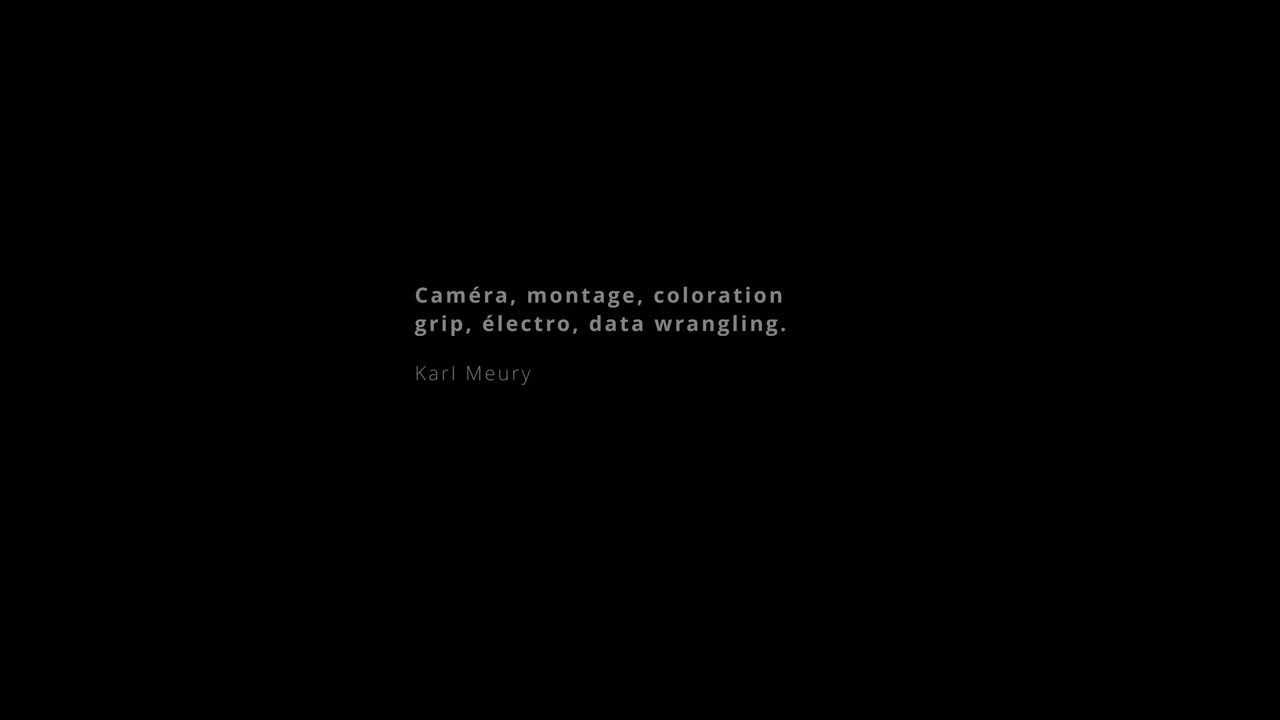 Caméra, montage, coloration
grip, électro, data wrangling.
Karl Meury